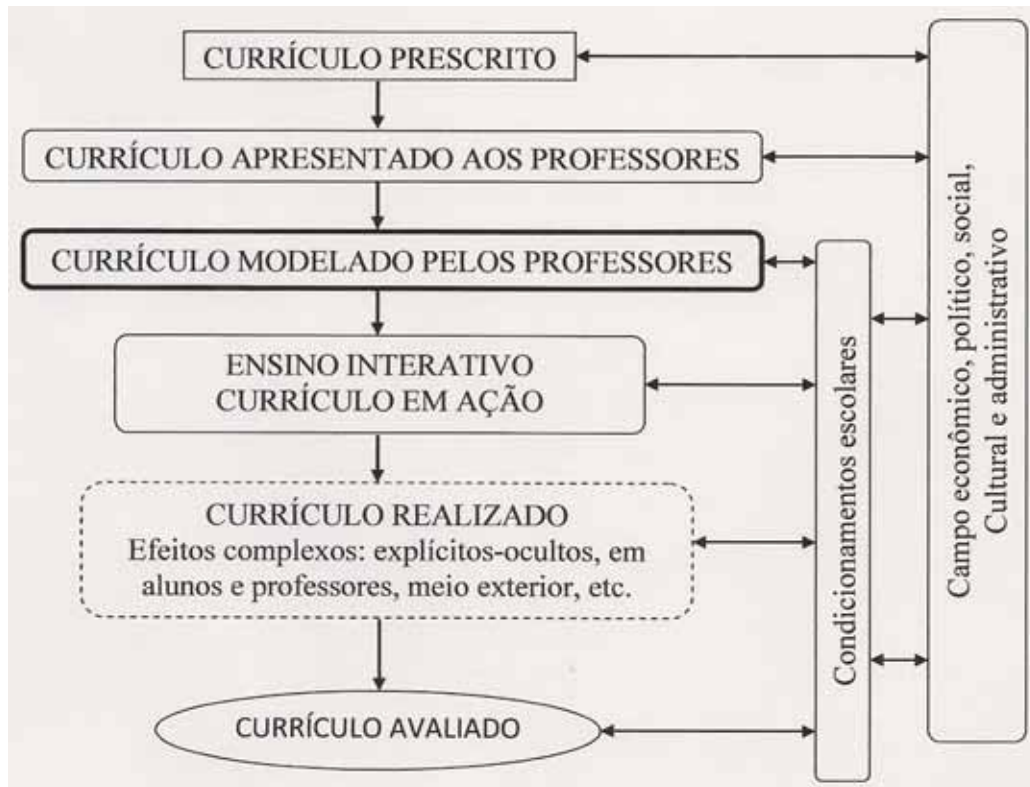 CURRÍCULO PRESCRITO
CURRÍCULO APRESENTADO AOS PROFESSORES
CURRÍCULO MODELADO PELOS PROFESSORES
ENSINO INTERATIVO
CURRÍCULO EM AÇÃO
CURRÍCULO REALIZADO
Efeitos complexos: explícitos-ocultos, em
alunos e professores, meio exterior, etc.
CURRÍCULO AVALIADO
Condicionamentos escolares
Campo econômico, político, social,
Cultural e administrativo